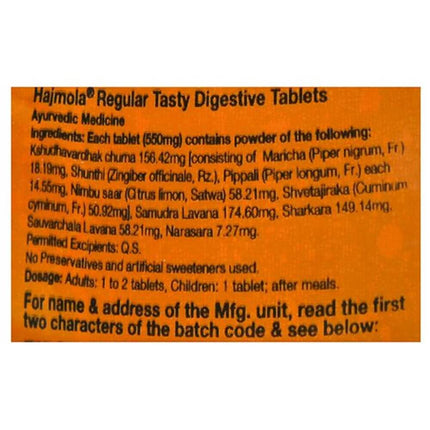 Hajmola® Regular Tasty Digestive Tablets
Ayurvedic Medicine
Ingredients: Each tablet (550mg) contains powder of the following:
Kshudhavardhak churna 156.42mg [consisting of Maricha (Piper nigrum, Fr.)
18.19mg, Shunthi (Zingiber officinale, Rz.), Pippali (Piper longum, Fr.) each
14.55mg, Nimbu saar (Citrus limon, Satwa) 58.21mg, Shvetajiraka (Cuminum
cyminum, Fr.) 50.92mg], Samudra Lavana 174.60mg, Sharkara 149.14mg,
Sauvarchala Lavana 58.21mg, Narasara 7.27mg.
Permitted Excipients: Q.S.
No Preservatives and artificial sweeteners used.
Dosage: Adults: 1 to 2 tablets, Children: 1 tablet; after meals.
For name & address of the Mfg. unit, read the first
two characters of the batch code & see below: